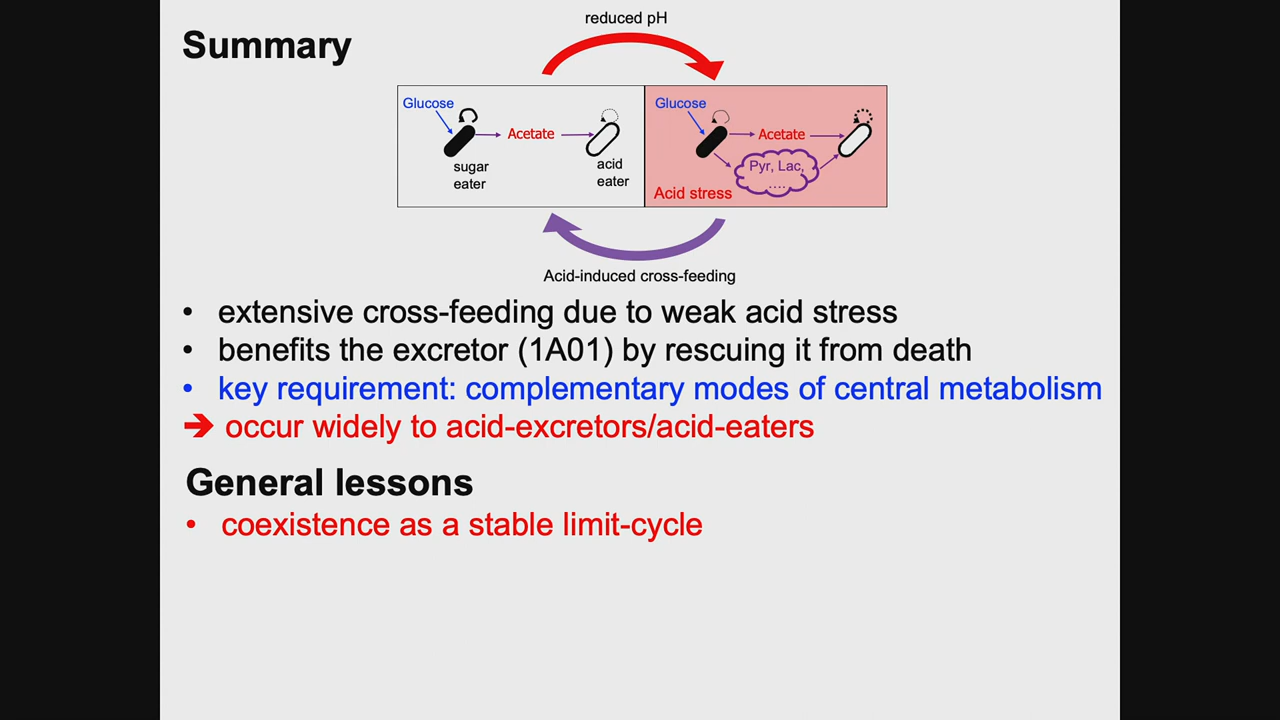 reduced pH
Summary
Glucose
Acetate
sugar
eater
acid
eater
Glucose
Acetate
Pyr, Lac,
....
Acid stress
Acid-induced cross-feeding
• extensive cross-feeding due to weak acid stress
• benefits the excretor (1A01) by rescuing it from death
• key requirement: complementary modes of central metabolism
➔ occur widely to acid-excretors/acid-eaters
General lessons
• coexistence as a stable limit-cycle